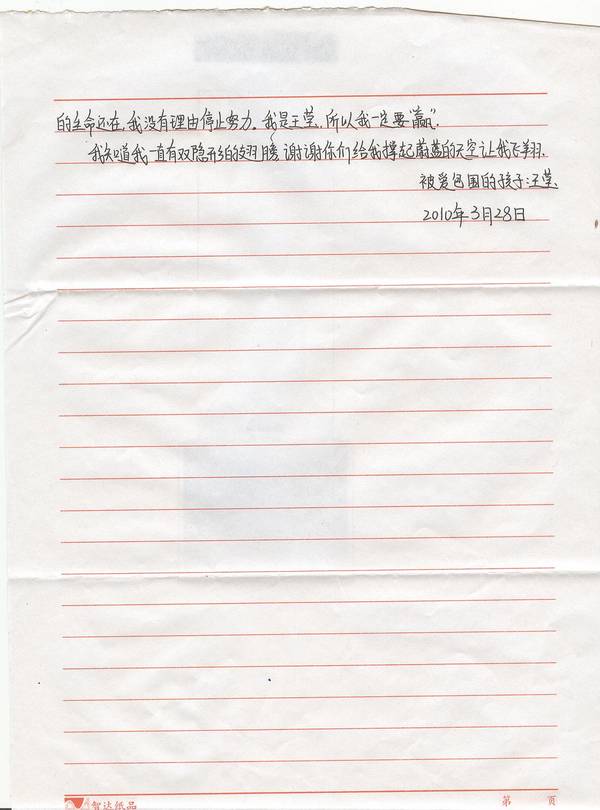 的生命还在,我没有理由停止努力。我是王莹,所以我一定要“赢”.
我知道我一直有双隐形的翅膀,谢谢你们给我撑起蔚蓝的天空让我飞翔.
被爱包围的孩子:王莹.
2010年3月28日
智达纸品
第 页